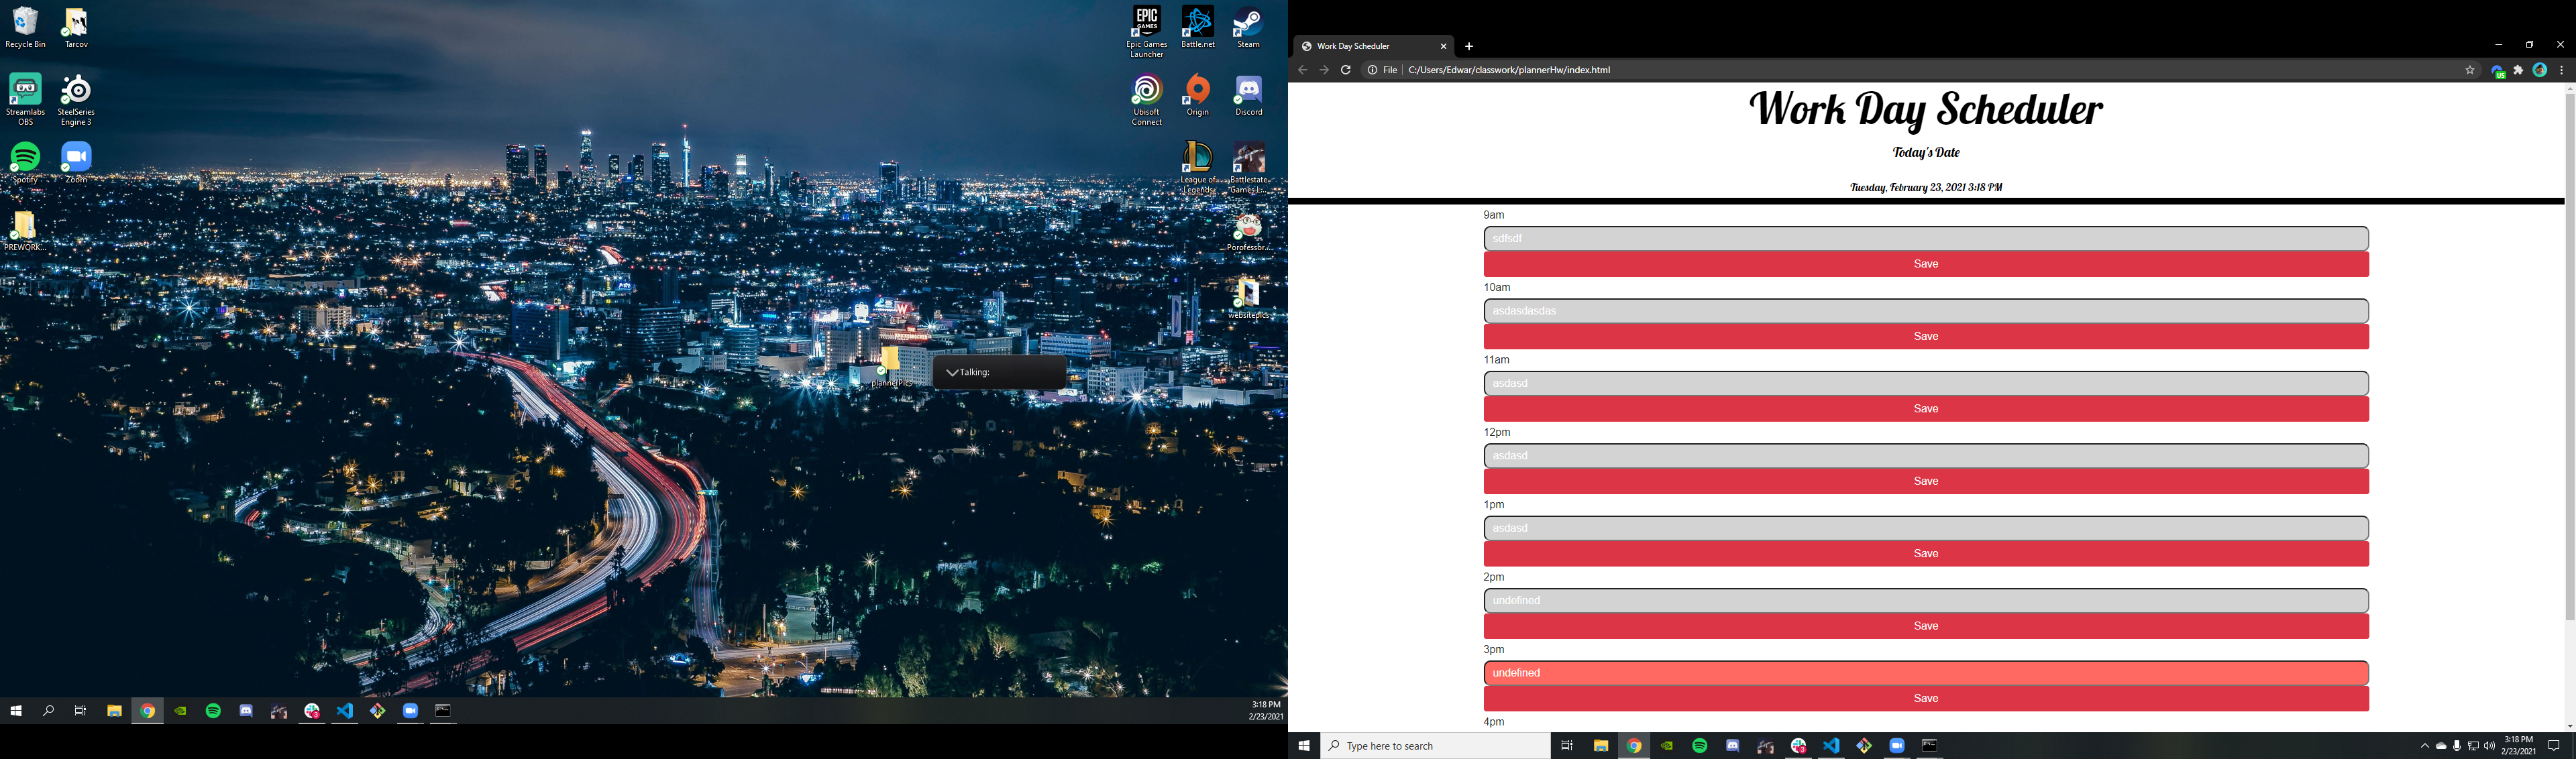 Recycle Bin
Tarcov
Streamlabs
OBS
SteelSeries
Engine 3
Spotify
Zoom
PREWORK...
EPIC
GAMES
Epic Games
Launcher
Battle.net
Steam
Ubisoft
Connect
Origin
Discord
League of
Legends
Battlestate
Games L...
Porofessor...
websitepics
plannerPics
Talking:
3:18 PM
2/23/2021
Work Day Scheduler
File
C:/Users/Edwar/classwork/plannerHw/index.html
US
Work Day Scheduler
Today's Date
Tuesday, February 23, 2021 3:18 PM
9am
sdfsdf
Save
10am
asdasdasdas
Save
11am
asdasd
Save
12pm
asdasd
Save
1pm
asdasd
Save
2pm
undefined
Save
3pm
undefined
Save
4pm
Type here to search
3:18 PM
2/23/2021